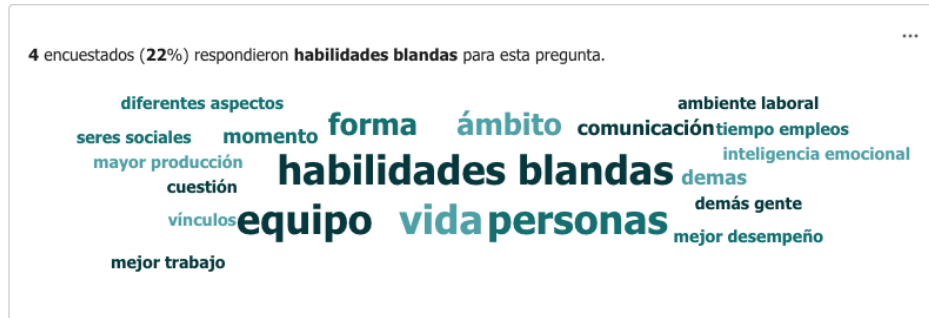 ...
4 encuestados (22%) respondieron habilidades blandas para esta pregunta.
diferentes aspectos
ambiente laboral
forma
ámbito
comunicación
tiempo empleos
seres sociales
momento
mayor producción
inteligencia emocional
habilidades blandas
demas
cuestión
demás gente
vínculos
equipo
vida
personas
mejor desempeño
mejor trabajo